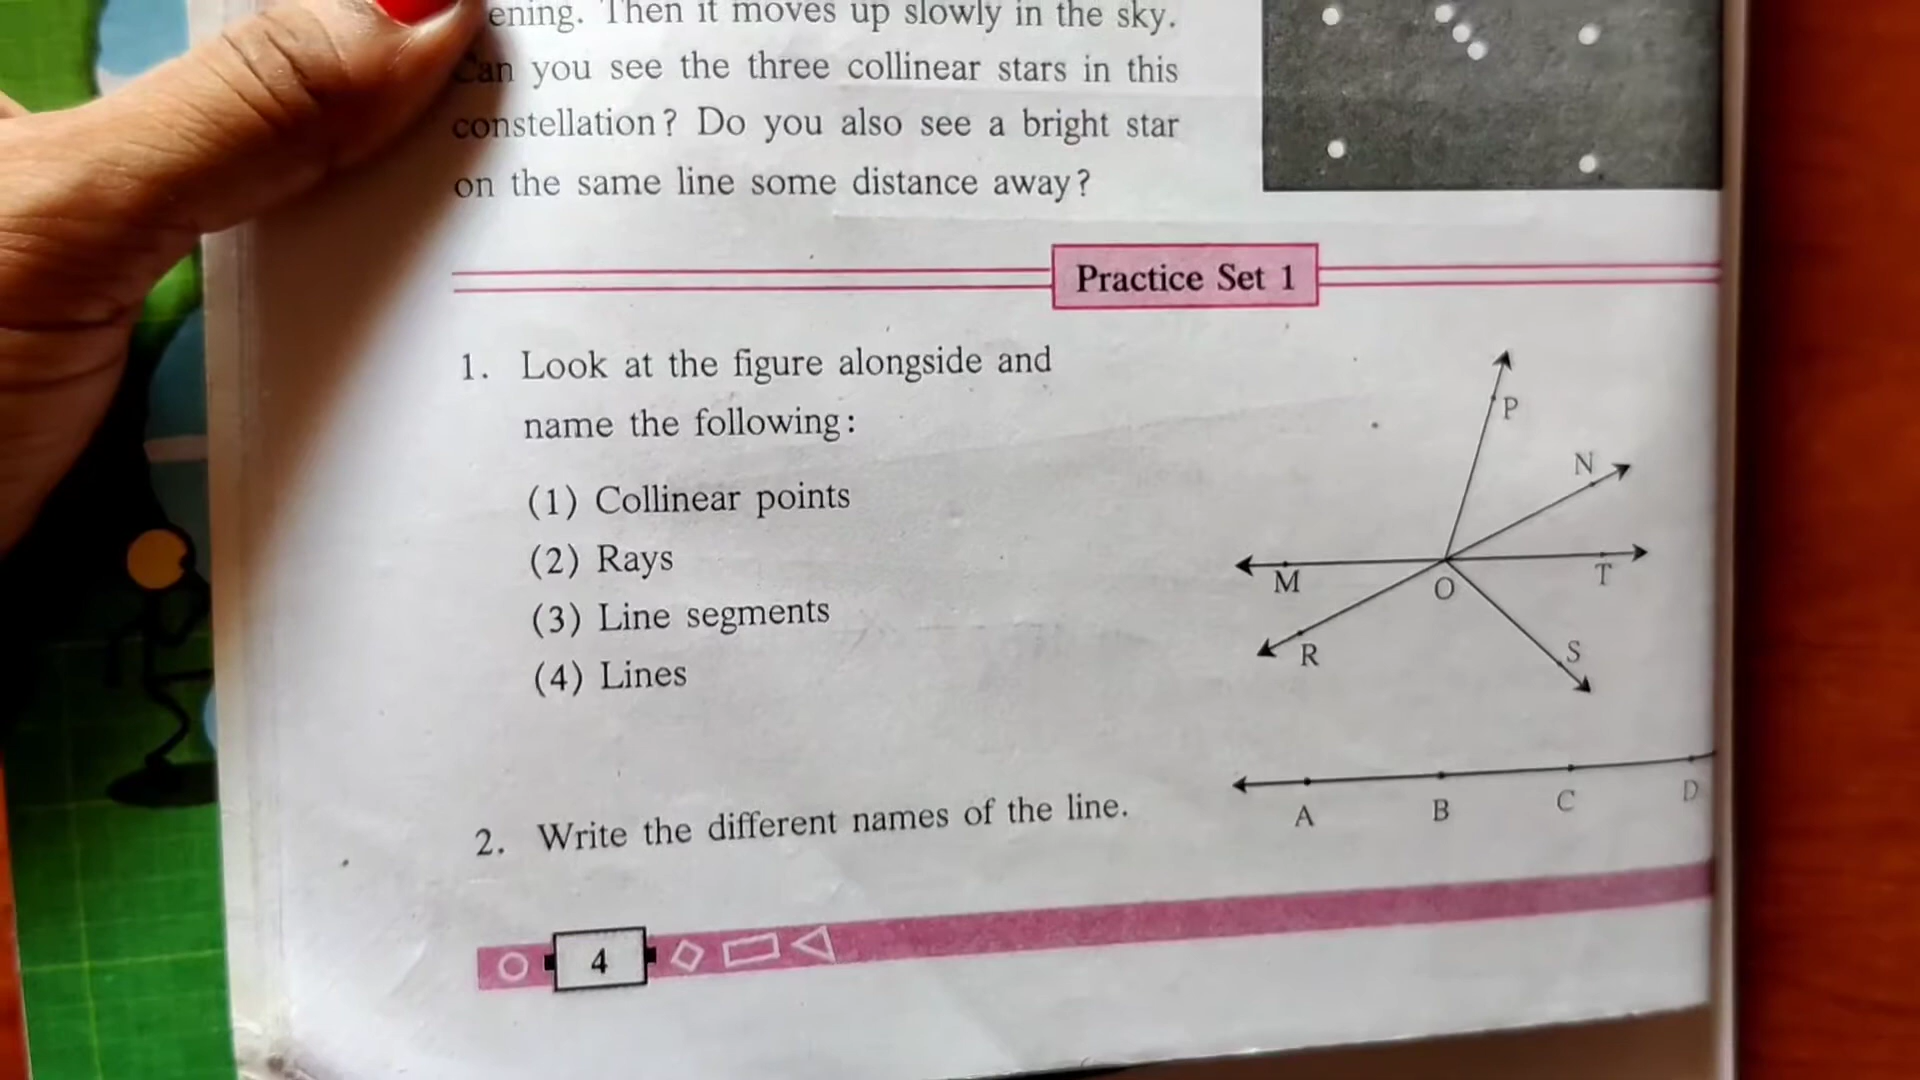 ening. Then it moves up slowly in the sky.
Can you see the three collinear stars in this
constellation? Do you also see a bright star
on the same line some distance away?
Practice Set 1
1. Look at the figure alongside and
name the following:
(1) Collinear points
(2) Rays
(3) Line segments
(4) Lines
P
N
M
O
T
R
S
2. Write the different names of the line.
A B C D
4